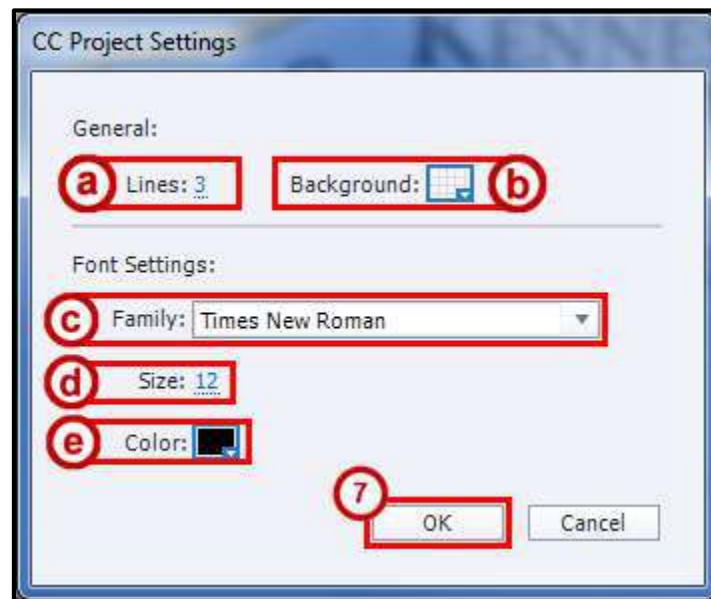 CC Project Settings
KENNE
General:
a Lines: 3 Background: b
Font Settings:
c Family: Times New Roman
d Size: 12
e Color:
7
OK Cancel